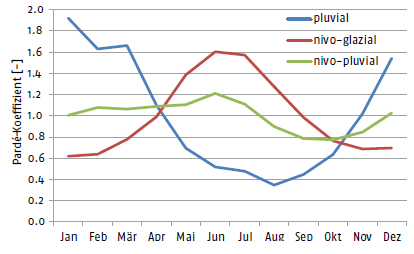 2.0
pluvial
1.8
1.6
nivo-glazial
1.4
nivo-pluvial
1.2
1.0
0.8
0.6
0.4
0.2
0.0
Pardé-Koeffizient [-]
Jan Feb Mär Apr Mai Jun Jul Aug Sep Okt Nov Dez